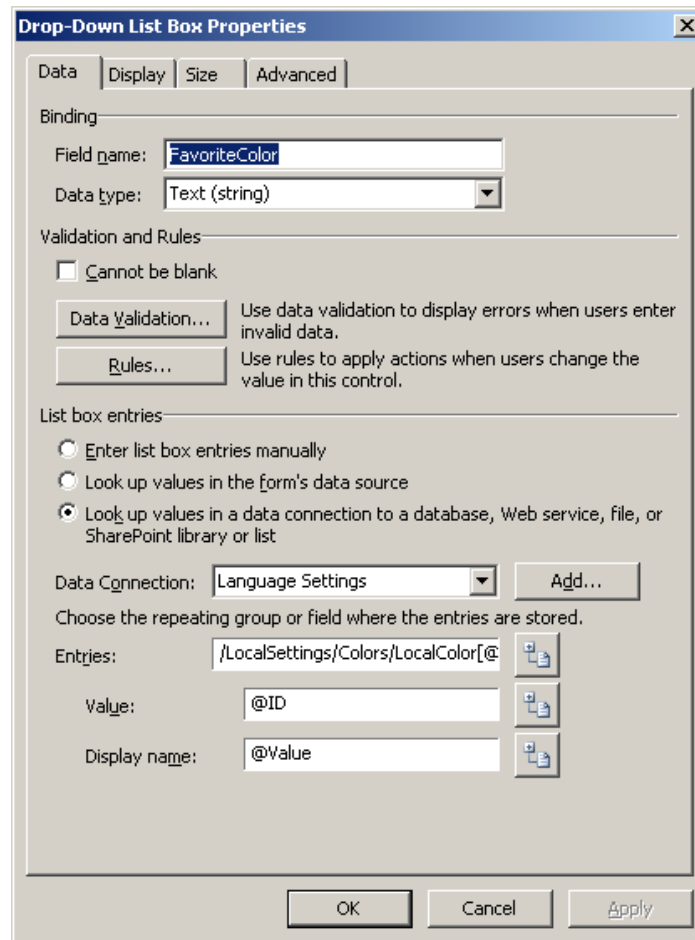 Drop-Down List Box Properties
Data Display Size Advanced
Binding
Field name: FavoriteColor
Data type: Text (string)
Validation and Rules
Cannot be blank
Data Validation... Use data validation to display errors when users enter
invalid data.
Rules... Use rules to apply actions when users change the
value in this control.
List box entries
Enter list box entries manually
Look up values in the form's data source
Look up values in a data connection to a database, Web service, file, or
SharePoint library or list
Data Connection: Language Settings Add...
Choose the repeating group or field where the entries are stored.
Entries: /LocalSettings/Colors/LocalColor[@
Value: @ID
Display name: @Value
OK Cancel Apply